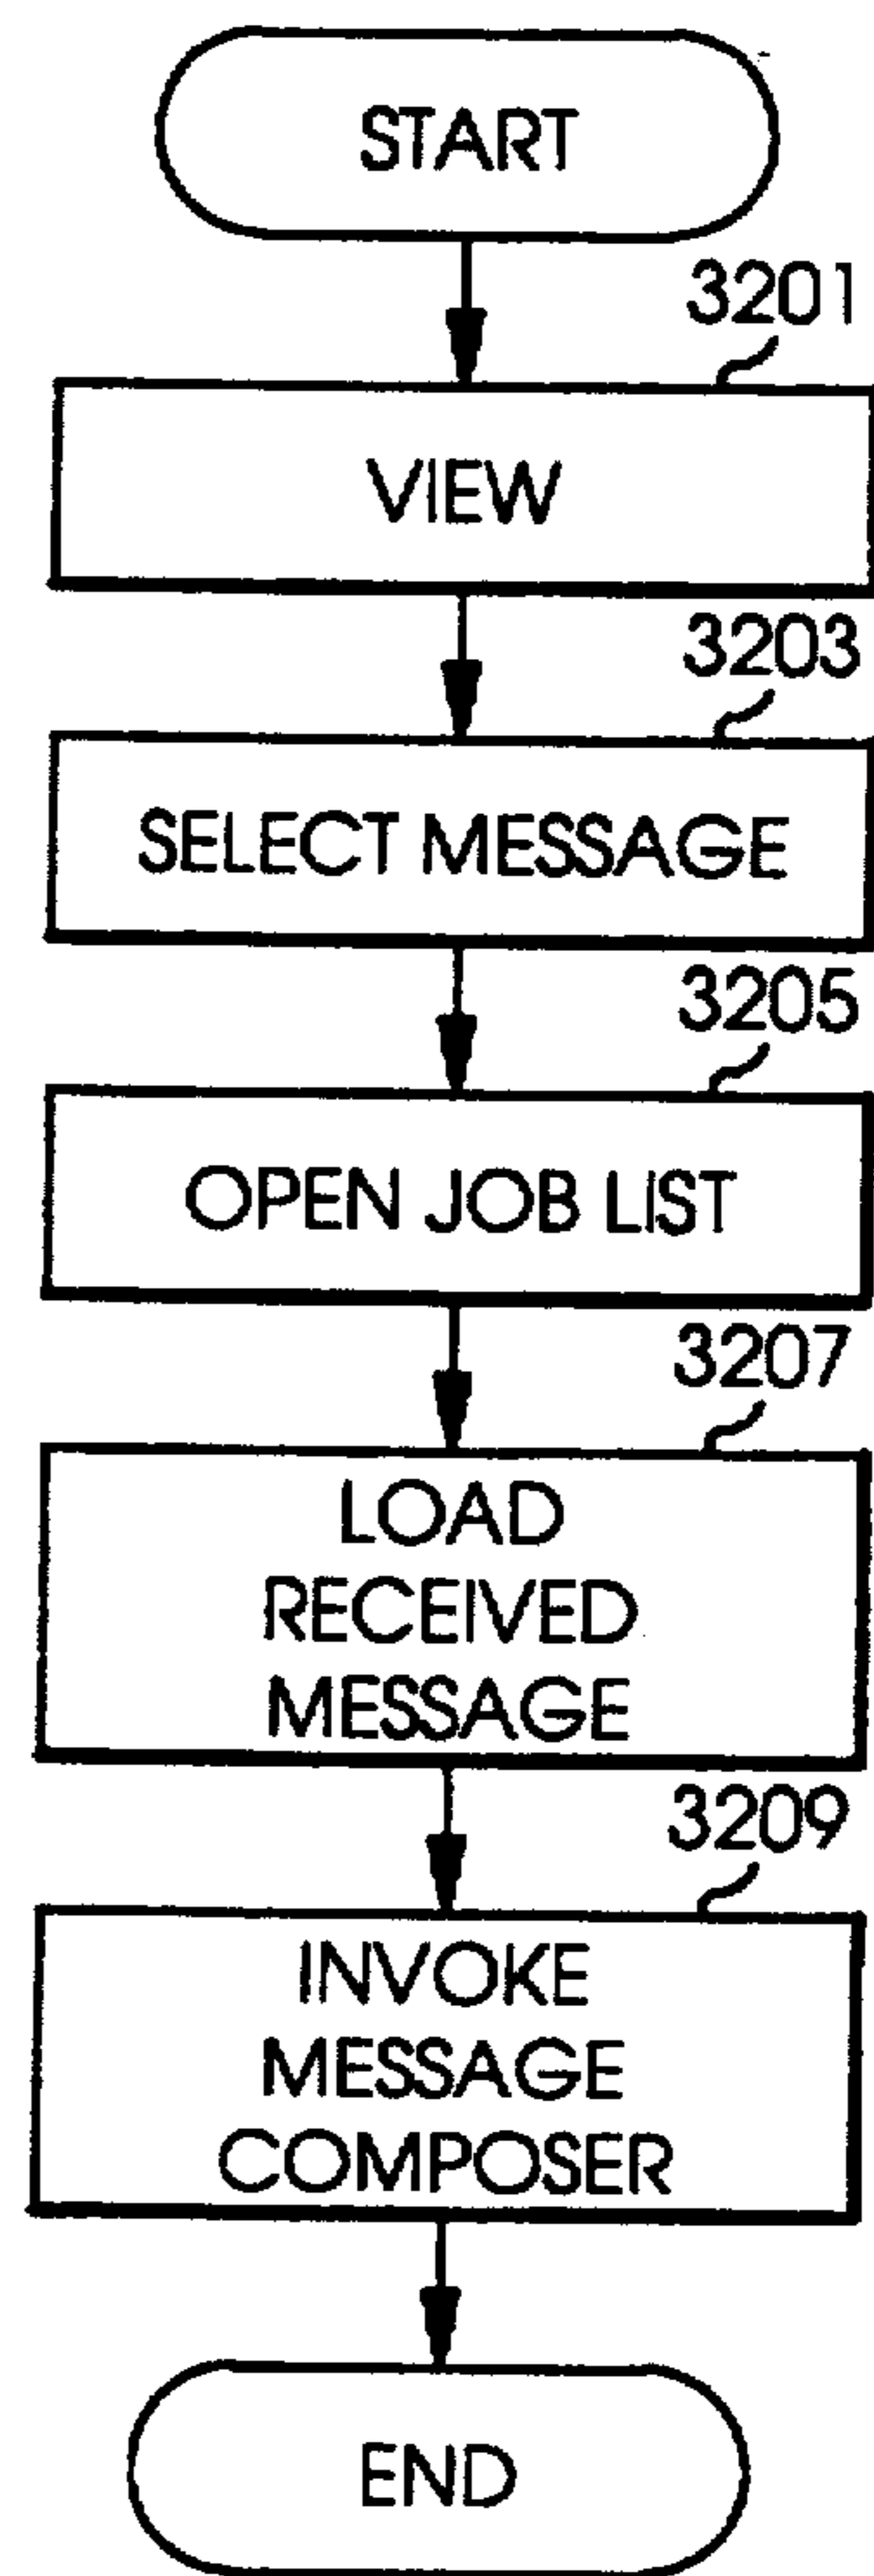 START
3201
VIEW
3203
SELECT MESSAGE
3205
OPEN JOB LIST
3207
LOAD
RECEIVED
MESSAGE
3209
INVOKE
MESSAGE
COMPOSER
END